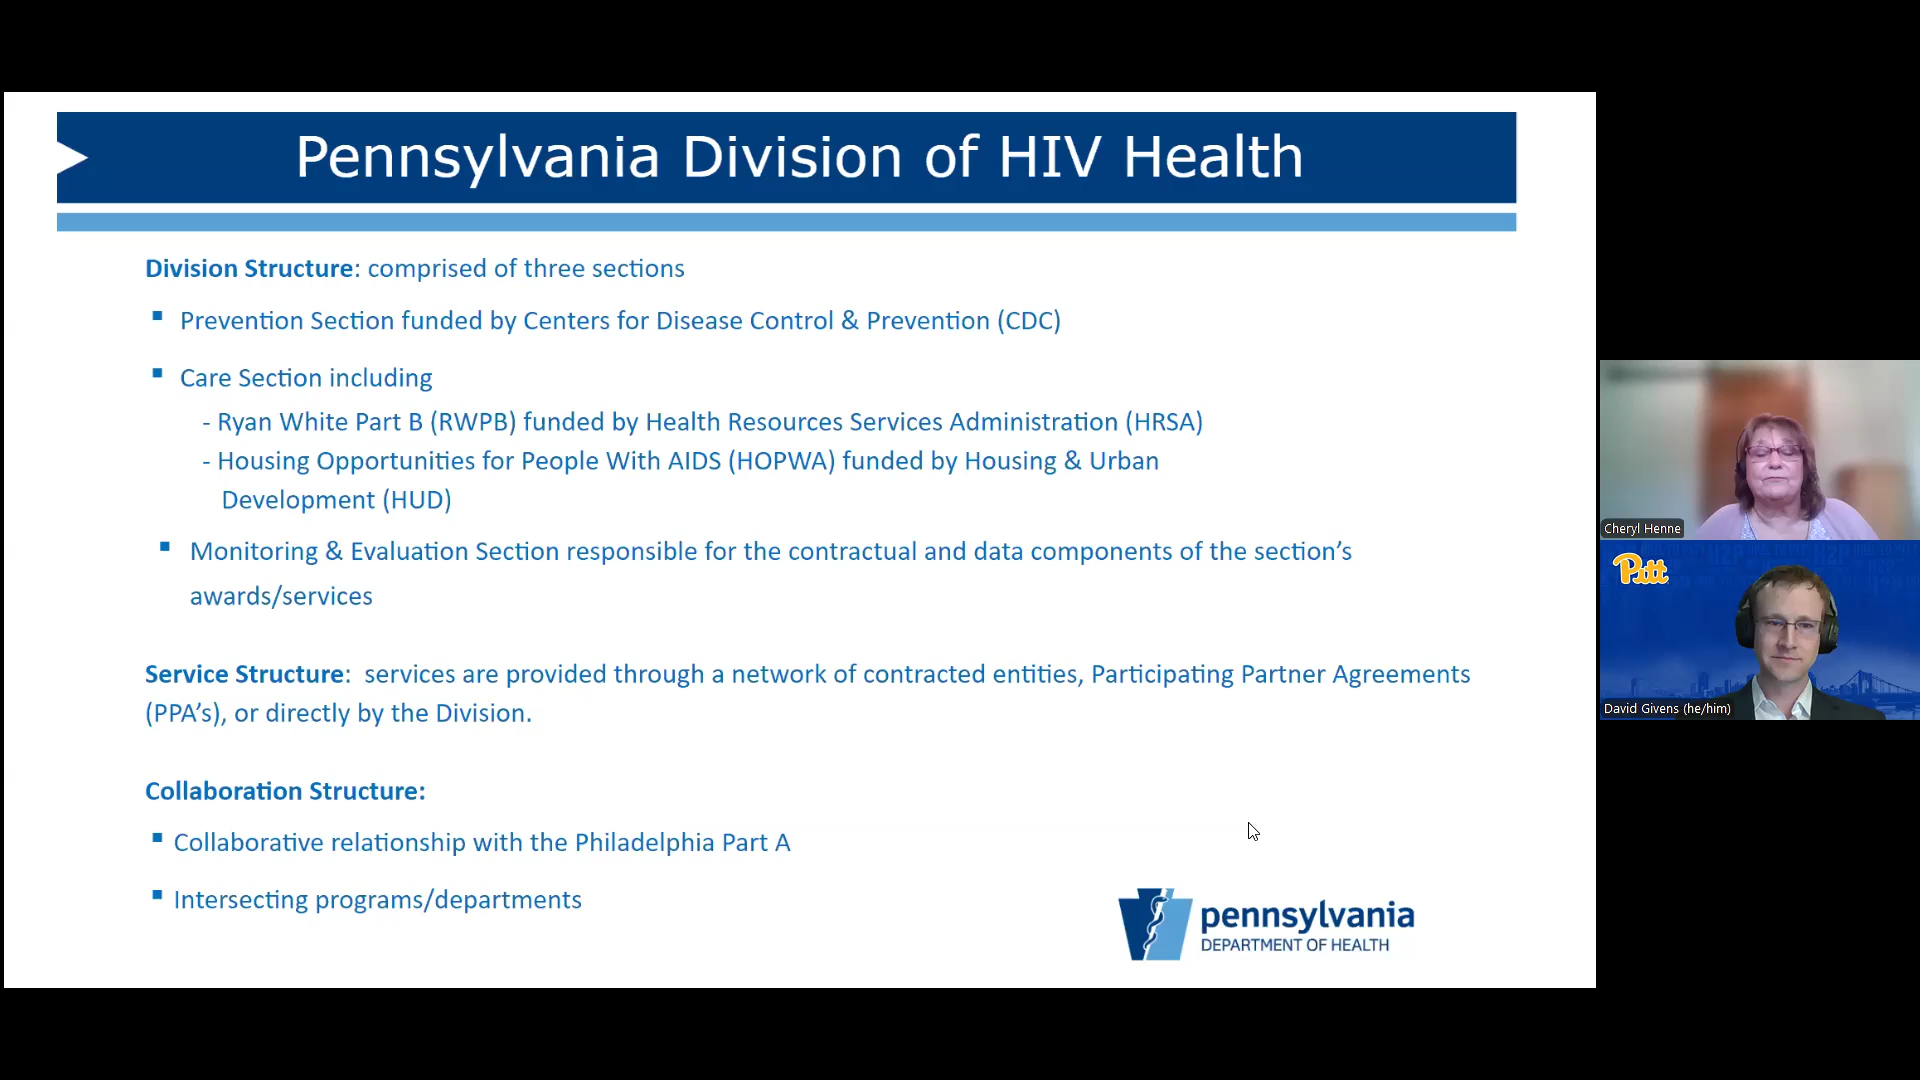 Pennsylvania Division of HIV Health
Division Structure: comprised of three sections
▪ Prevention Section funded by Centers for Disease Control & Prevention (CDC)
▪ Care Section including
- Ryan White Part B (RWPB) funded by Health Resources Services Administration (HRSA)
- Housing Opportunities for People With AIDS (HOPWA) funded by Housing & Urban
Development (HUD)
▪ Monitoring & Evaluation Section responsible for the contractual and data components of the section’s
awards/services
Service Structure: services are provided through a network of contracted entities, Participating Partner Agreements
(PPA’s), or directly by the Division.
Collaboration Structure:
▪ Collaborative relationship with the Philadelphia Part A
▪ Intersecting programs/departments
pennsylvania
DEPARTMENT OF HEALTH
Cheryl Henne
Pitt
David Givens (he/him)